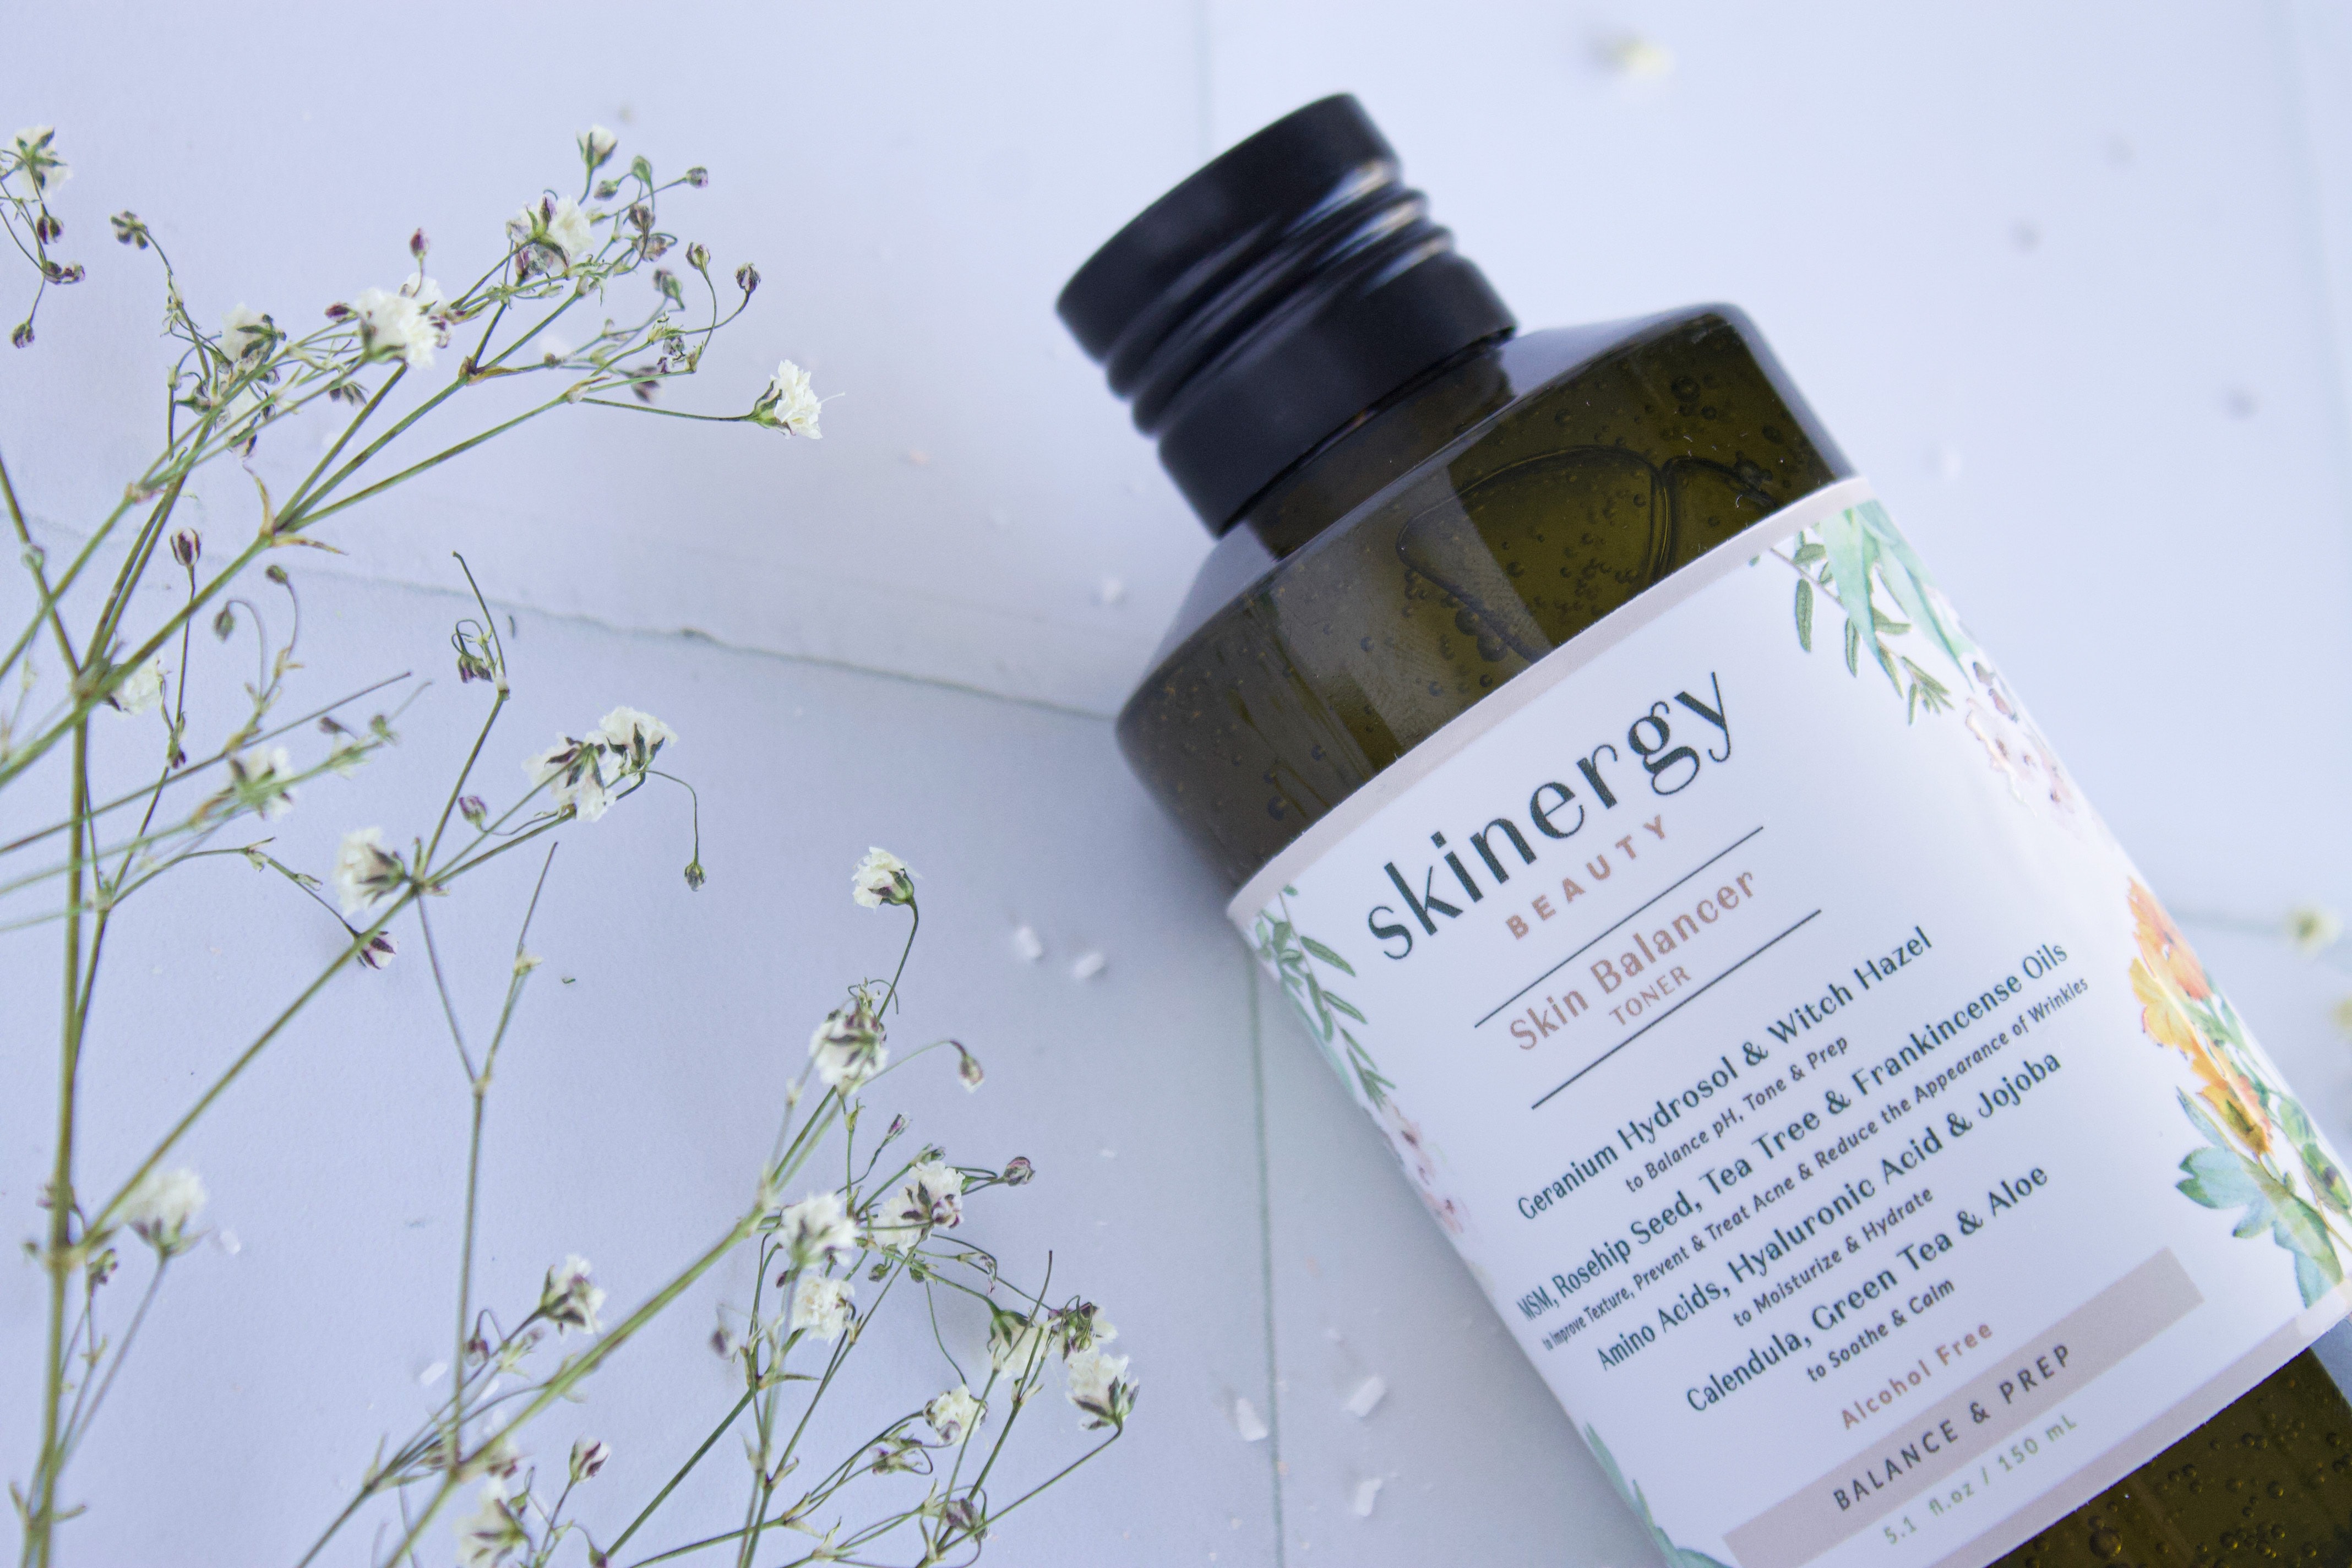 skinergy
BEAUTY
Skin Balancer
TONER
Geranium Hydrosol & Witch Hazel
to Balance pH, Tone & Prep
MSM, Rosehip Seed, Tea Tree & Frankincense Oils
to Improve Texture, Prevent & Treat Acne & Reduce the Appearance of Wrinkles
Amino Acids, Hyaluronic Acid & Jojoba
to Moisturize & Hydrate
Calendula, Green Tea & Aloe
to Soothe & Calm
Alcohol Free
BALANCE & PREP
5.1 fl.oz / 150 mL